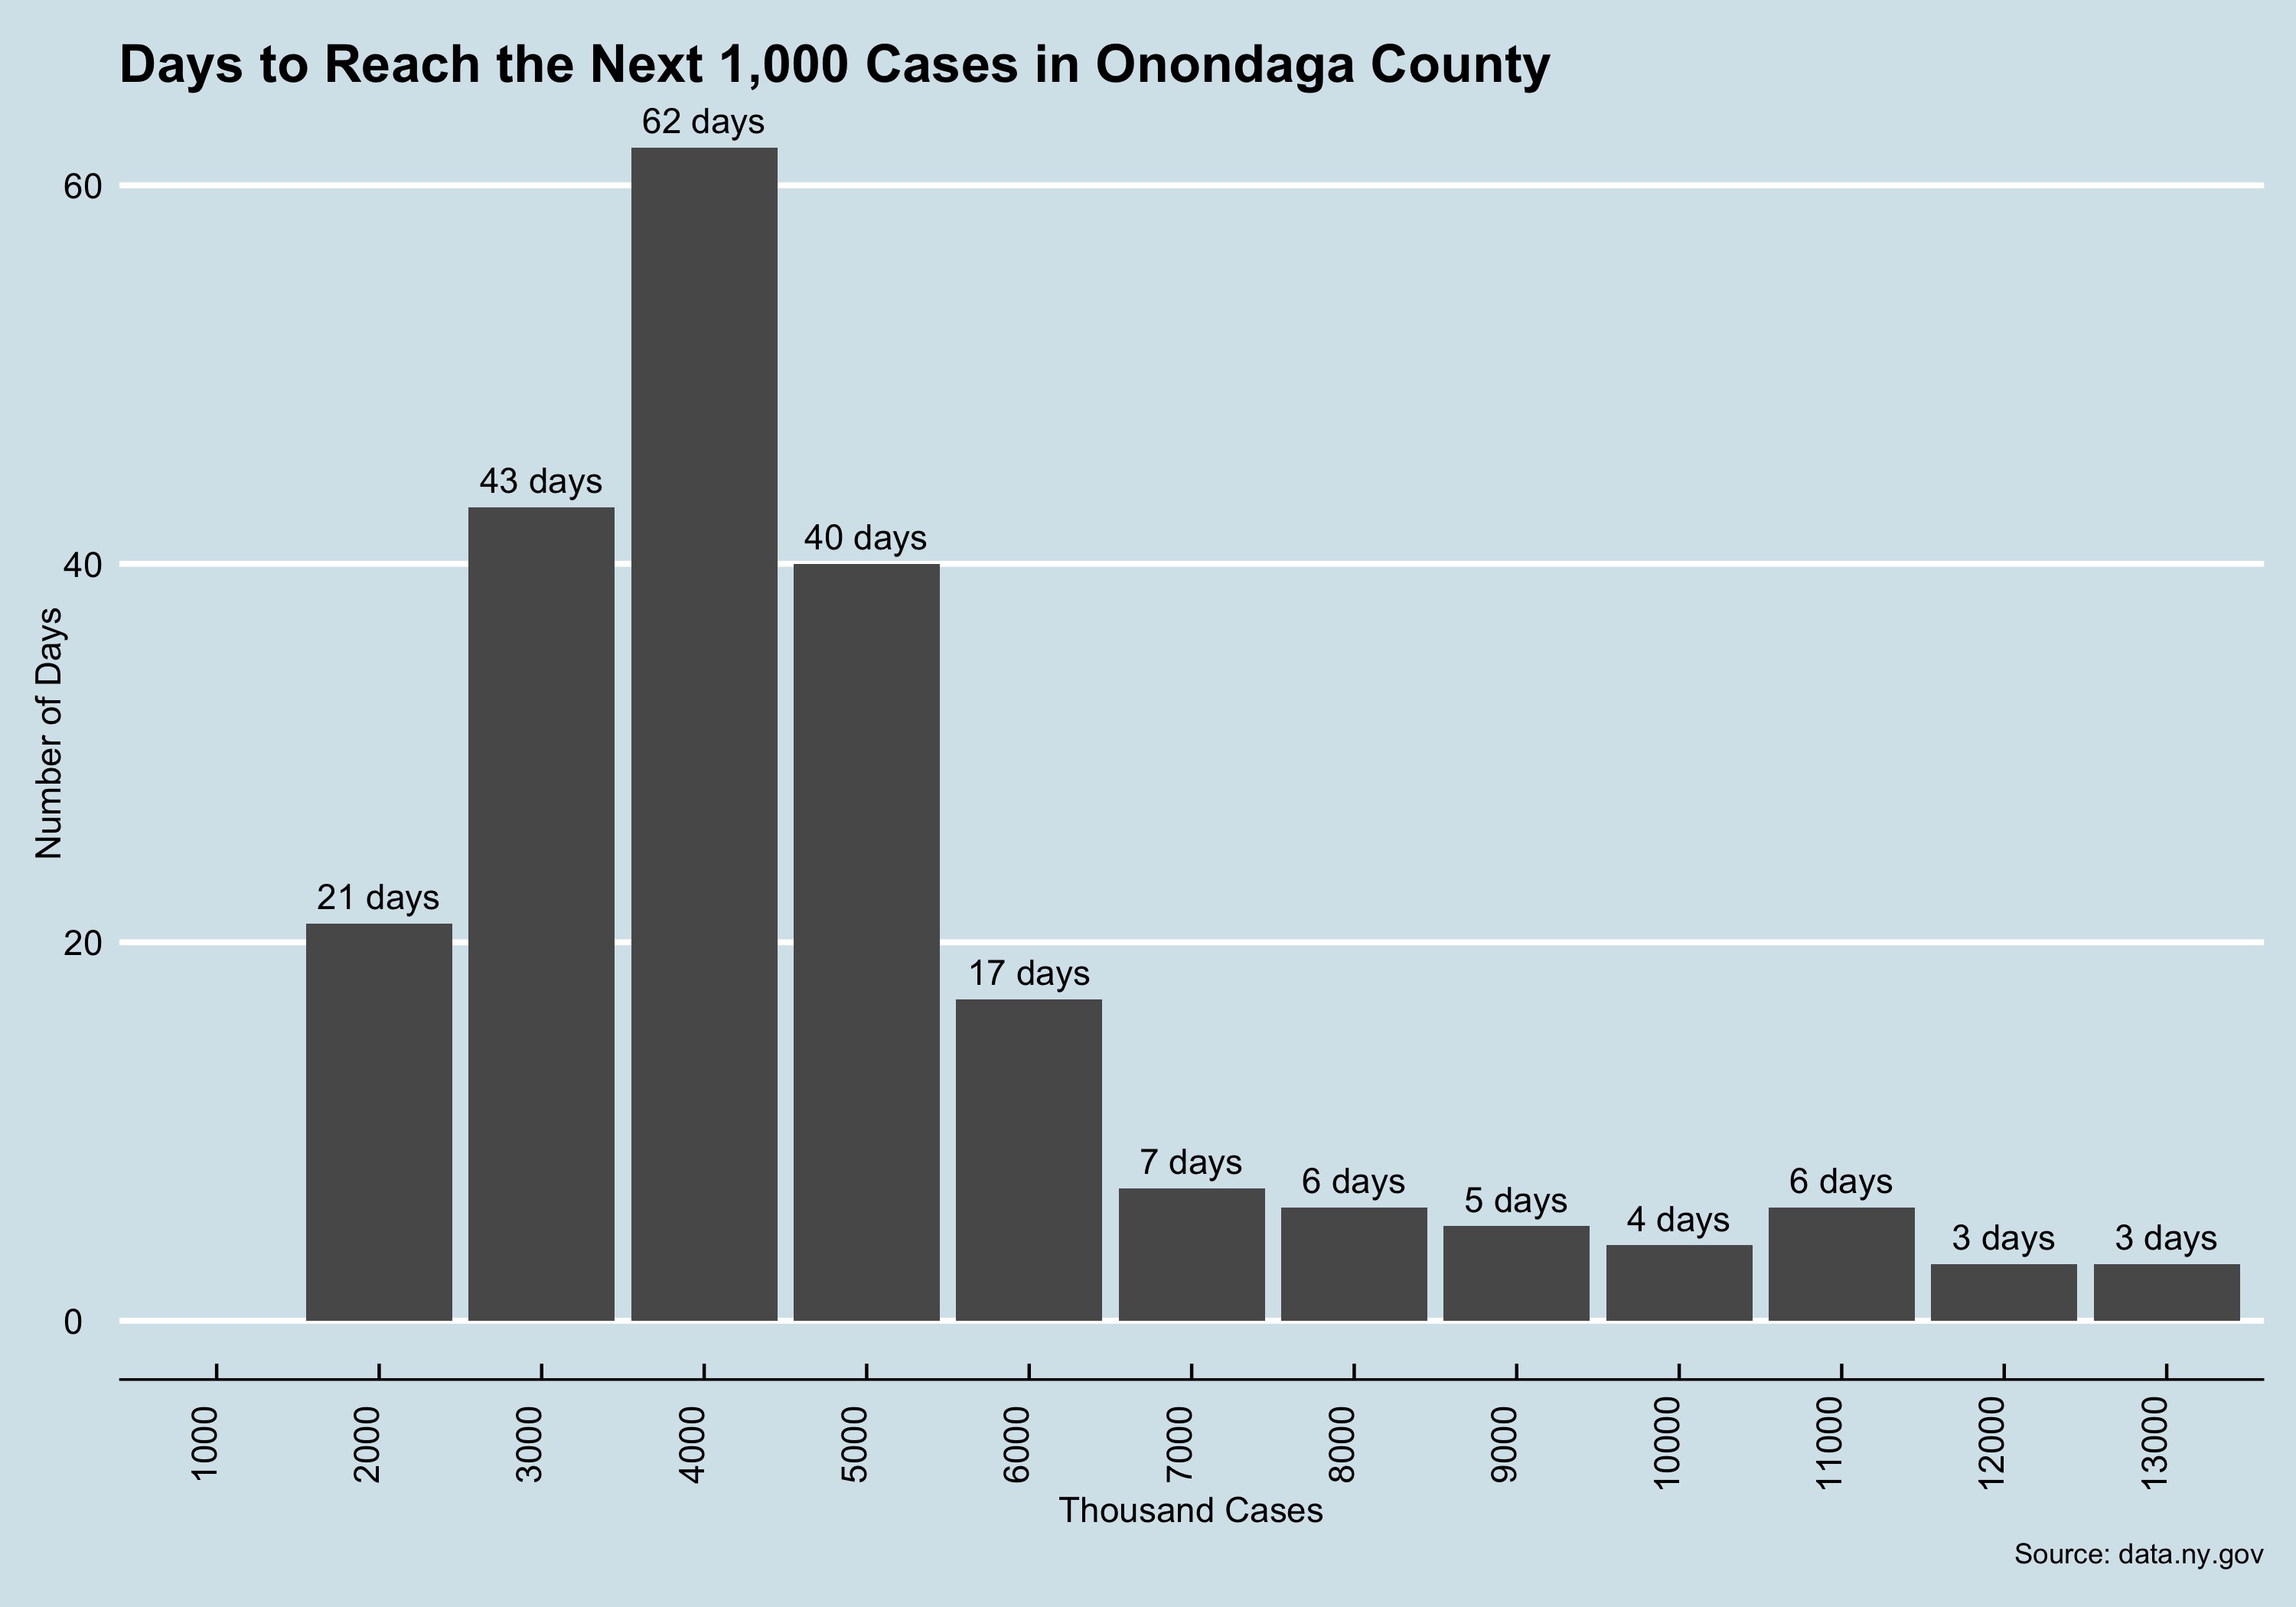 Days to Reach the Next 1,000 Cases in Onondaga County
62 days
60
43 days
40 days
40
Number of Days
21 days
20
17 days
7 days
6 days
5 days
4 days
6 days
3 days
3 days
0
1000
2000
3000
4000
5000
6000
7000
8000
9000
10000
11000
12000
13000
Thousand Cases
Source: data.ny.gov